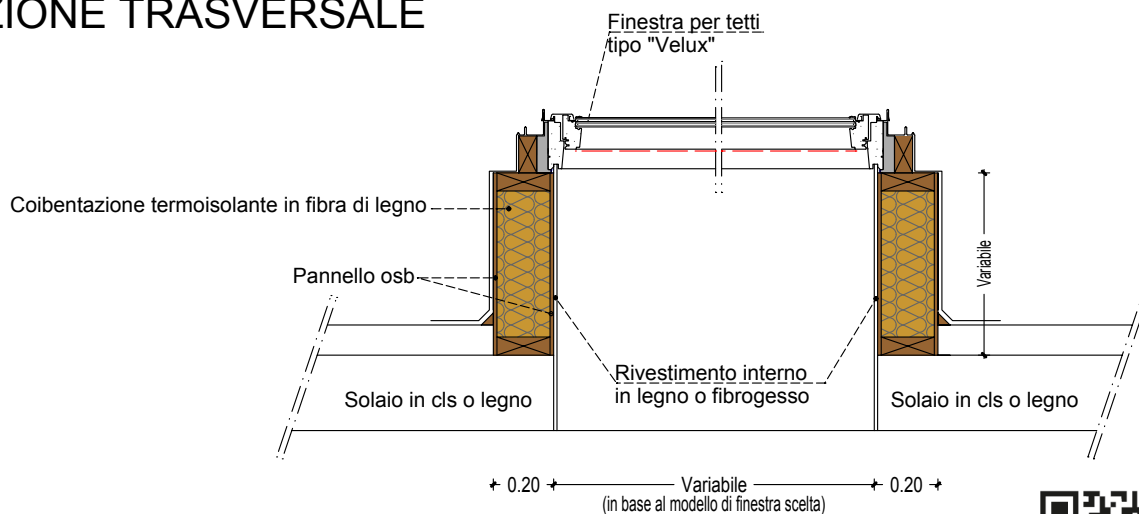 ZIONE TRASVERSALE
Finestra per tetti
tipo "Velux"
Coibentazione termoisolante in fibra di legno
Pannello osb
Variabile
Rivestimento interno
in legno o fibrogesso
Solaio in cls o legno
Solaio in cls o legno
0.20
Variabile
0.20
(in base al modello di finestra scelta)